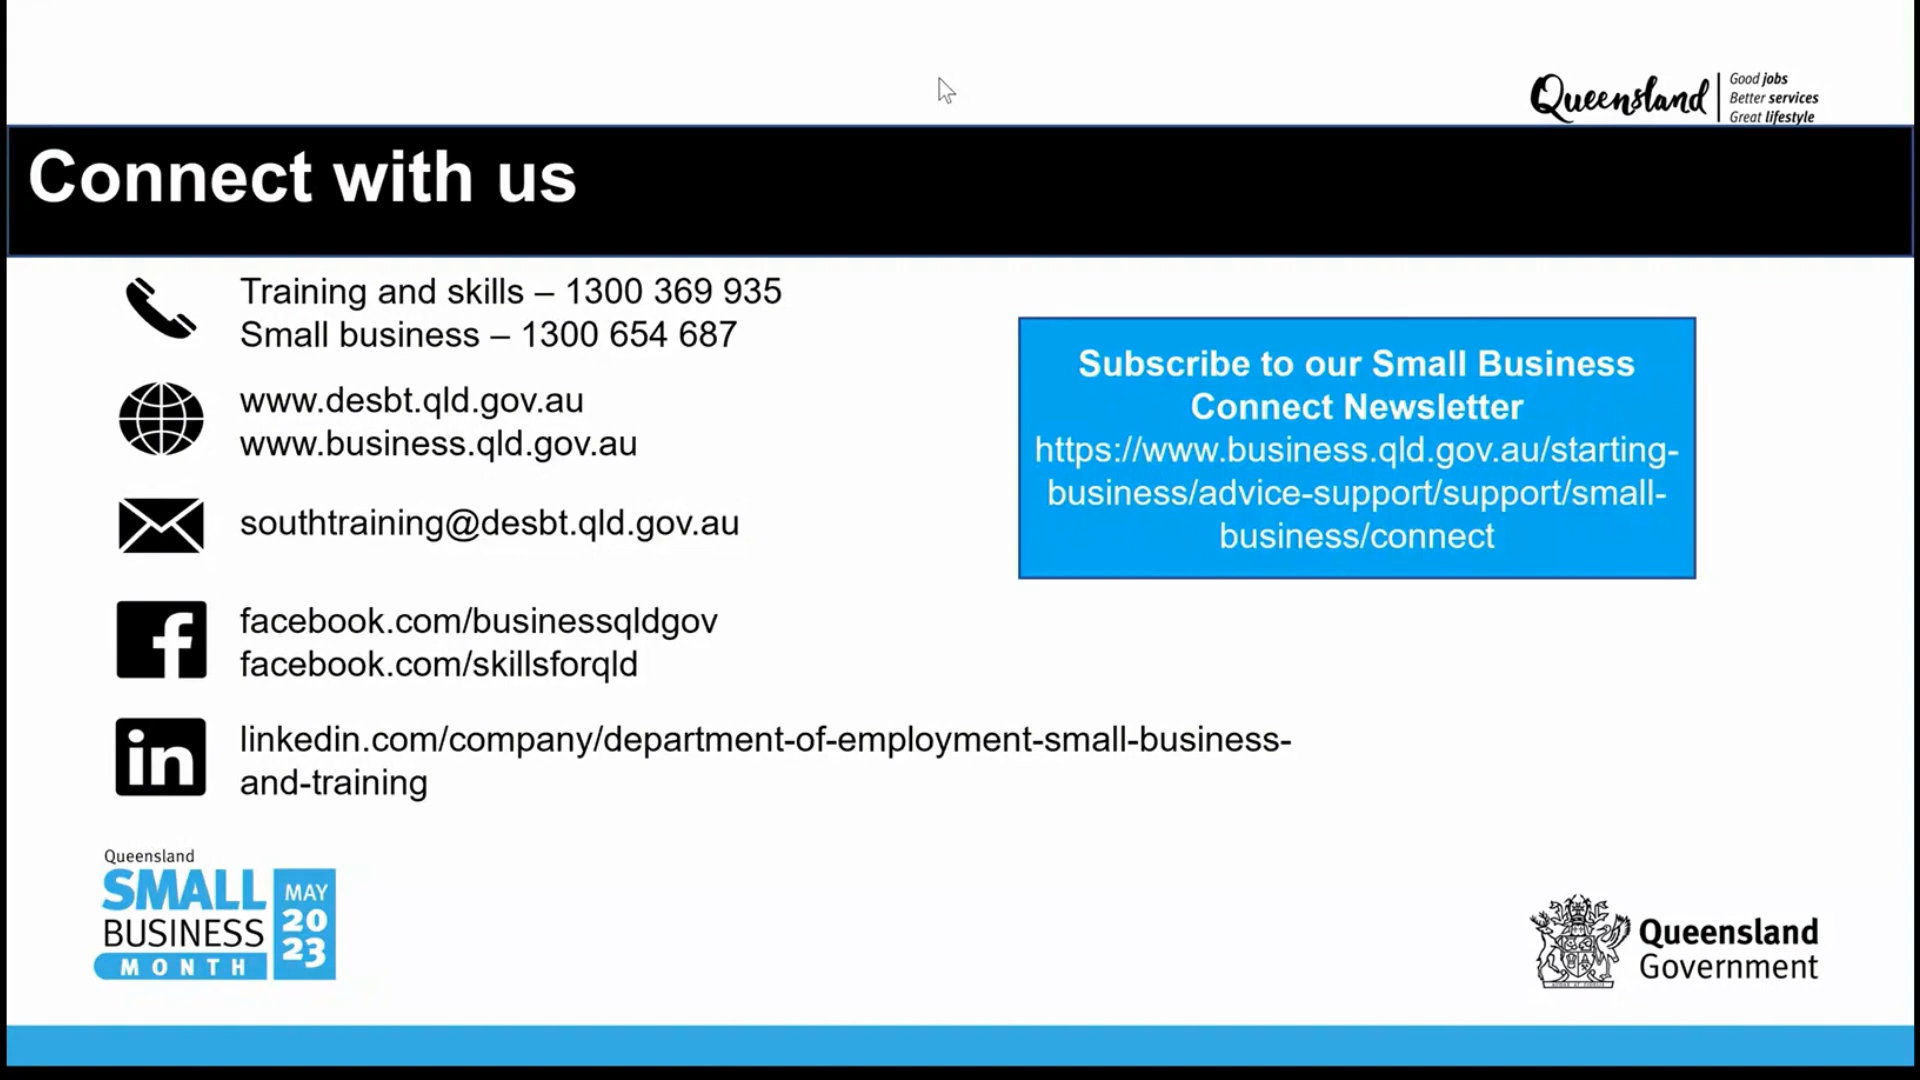 Queensland
Good jobs
Better services
Great lifestyle
Connect with us
Training and skills – 1300 369 935
Small business – 1300 654 687
www.desbt.qld.gov.au
www.business.qld.gov.au
southtraining@desbt.qld.gov.au
facebook.com/businessqldgov
facebook.com/skillsforqld
in
linkedin.com/company/department-of-employment-small-business-
and-training
Subscribe to our Small Business
Connect Newsletter
https://www.business.qld.gov.au/starting-
business/advice-support/support/small-
business/connect
Queensland
SMALL
BUSINESS
MONTH
MAY
20
23
Queensland
Government